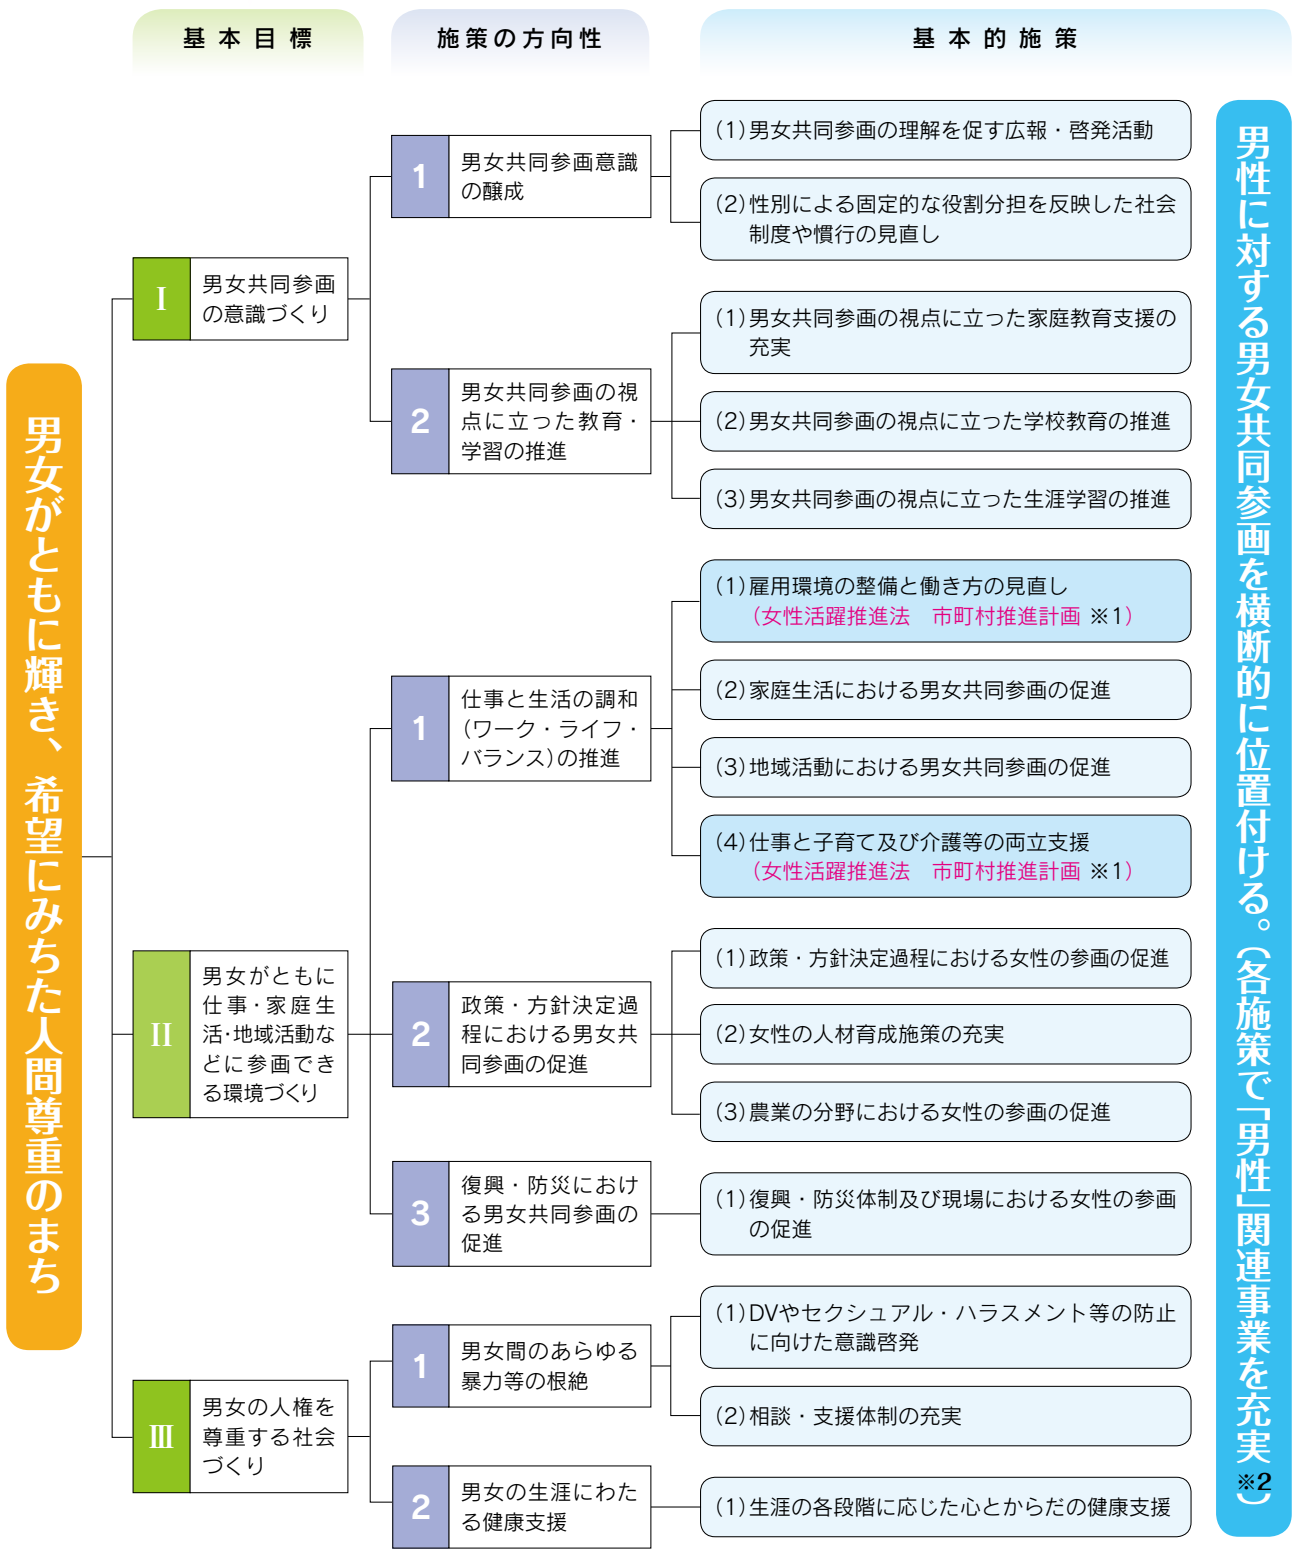 基本目標
施策の方向性
基本的施策
男女がともに輝き、希望にみちた人間尊重のまち
I
男女共同参画
の意識づくり
1
男女共同参画意識
の醸成
(1)男女共同参画の理解を促す広報・啓発活動
(2)性別による固定的な役割分担を反映した社会
制度や慣行の見直し
2
男女共同参画の視
点に立った教育・
学習の推進
(1)男女共同参画の視点に立った家庭教育支援の
充実
(2)男女共同参画の視点に立った学校教育の推進
(3)男女共同参画の視点に立った生涯学習の推進
II
男女がともに
仕事・家庭生
活・地域活動な
どに参画でき
る環境づくり
1
仕事と生活の調和
(ワーク・ライフ・
バランス)の推進
(1)雇用環境の整備と働き方の見直し
(女性活躍推進法　市町村推進計画 ※1)
(2)家庭生活における男女共同参画の促進
(3)地域活動における男女共同参画の促進
(4)仕事と子育て及び介護等の両立支援
(女性活躍推進法　市町村推進計画 ※1)
2
政策・方針決定過
程における男女共
同参画の促進
(1)政策・方針決定過程における女性の参画の促進
(2)女性の人材育成施策の充実
(3)農業の分野における女性の参画の促進
3
復興・防災におけ
る男女共同参画の
促進
(1)復興・防災体制及び現場における女性の参画
の促進
III
男女の人権を
尊重する社会
づくり
1
男女間のあらゆる
暴力等の根絶
(1)DVやセクシュアル・ハラスメント等の防止
に向けた意識啓発
(2)相談・支援体制の充実
2
男女の生涯にわた
る健康支援
(1)生涯の各段階に応じた心とからだの健康支援
男性に対する男女共同参画を横断的に位置付ける。(各施策で「男性」関連事業を充実※2)